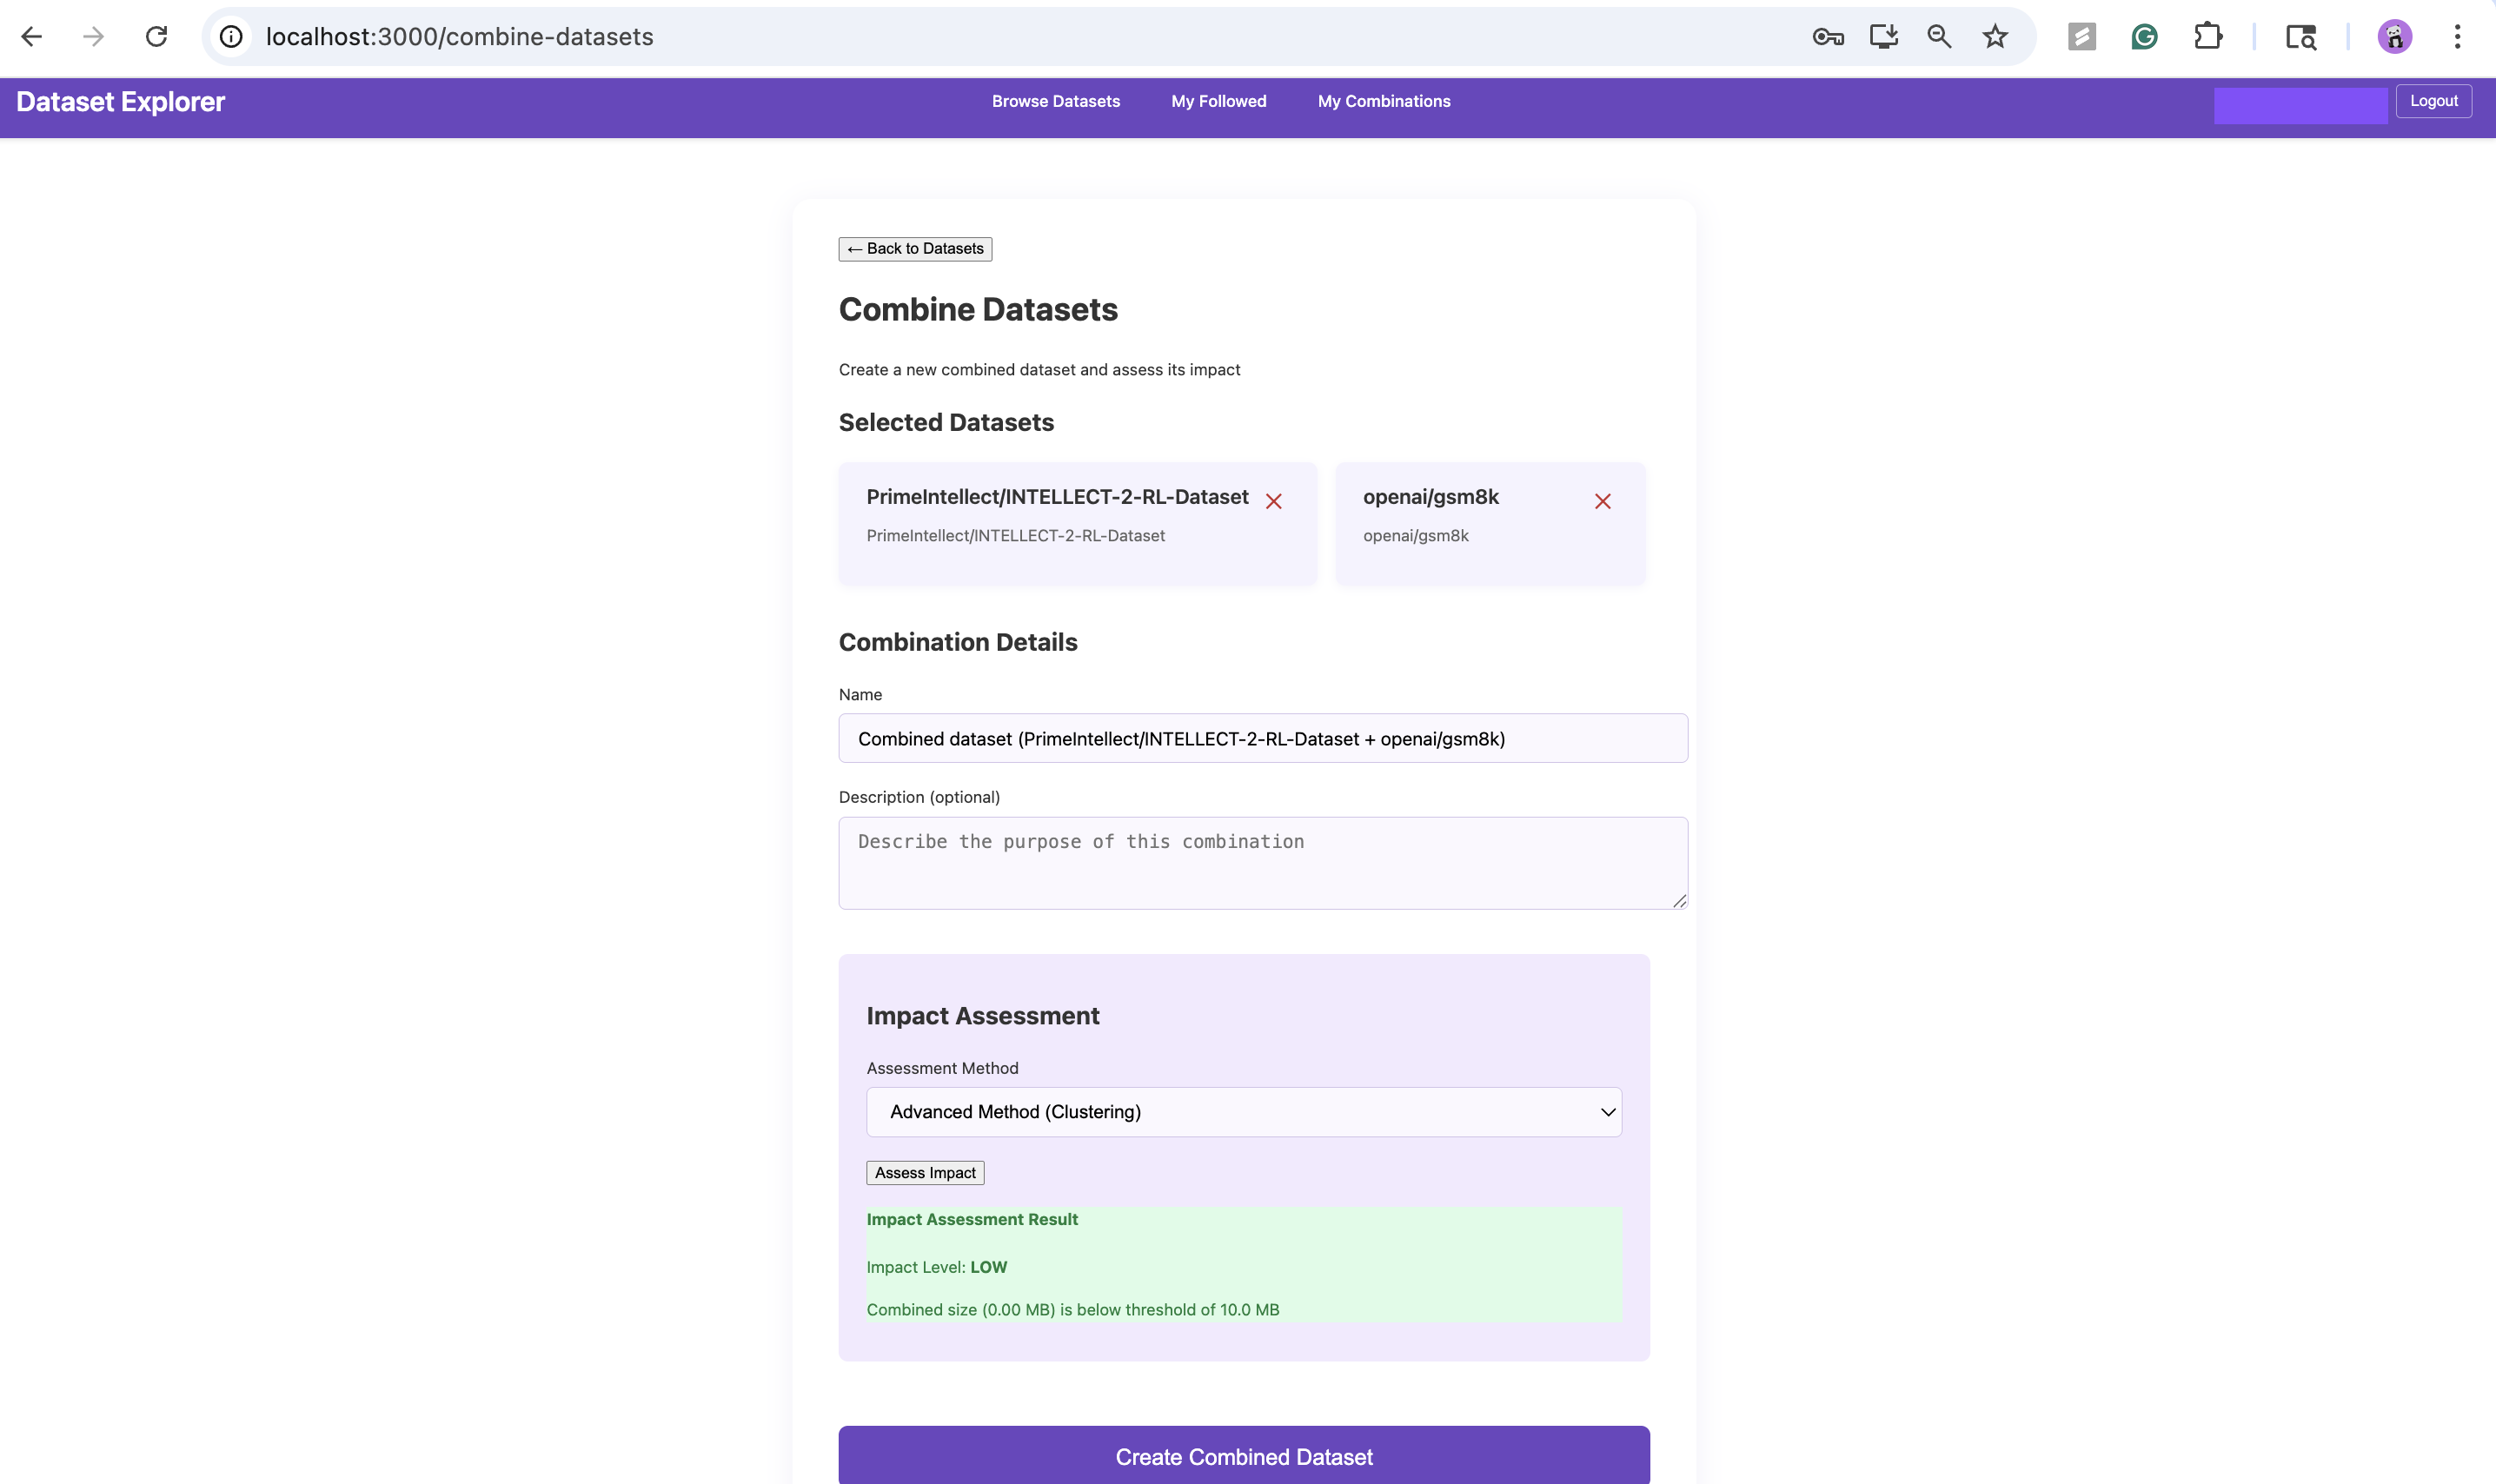 localhost:3000/combine-datasets
Dataset Explorer
Browse Datasets
My Followed
My Combinations
Logout
← Back to Datasets
Combine Datasets
Create a new combined dataset and assess its impact
Selected Datasets
PrimeIntellect/INTELLECT-2-RL-Dataset
PrimeIntellect/INTELLECT-2-RL-Dataset
openai/gsm8k
openai/gsm8k
Combination Details
Name
Combined dataset (PrimeIntellect/INTELLECT-2-RL-Dataset + openai/gsm8k)
Description (optional)
Describe the purpose of this combination
Impact Assessment
Assessment Method
Advanced Method (Clustering)
Assess Impact
Impact Assessment Result
Impact Level: LOW
Combined size (0.00 MB) is below threshold of 10.0 MB
Create Combined Dataset